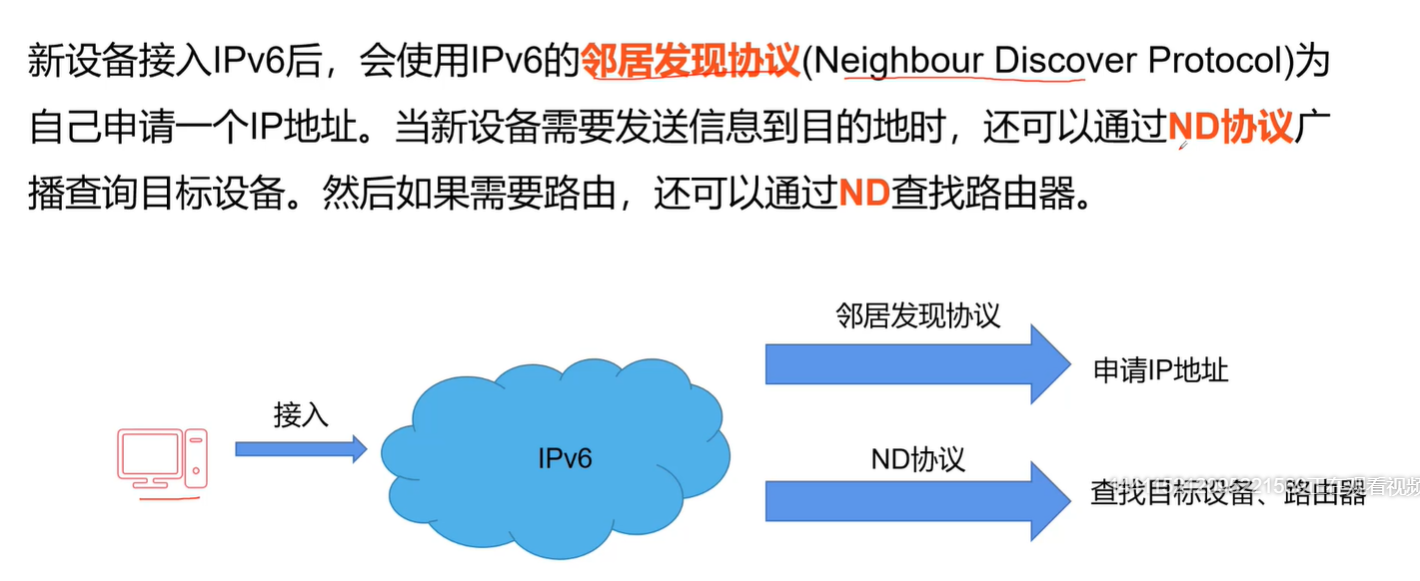 新设备接入IPv6后，会使用IPv6的邻居发现协议(Neighbour Discover Protocol)为
自己申请一个IP地址。当新设备需要发送信息到目的地时，还可以通过ND协议广
播查询目标设备。然后如果需要路由，还可以通过ND查找路由器。
邻居发现协议
申请IP地址
接入
IPv6
ND协议
查找目标设备、路由器